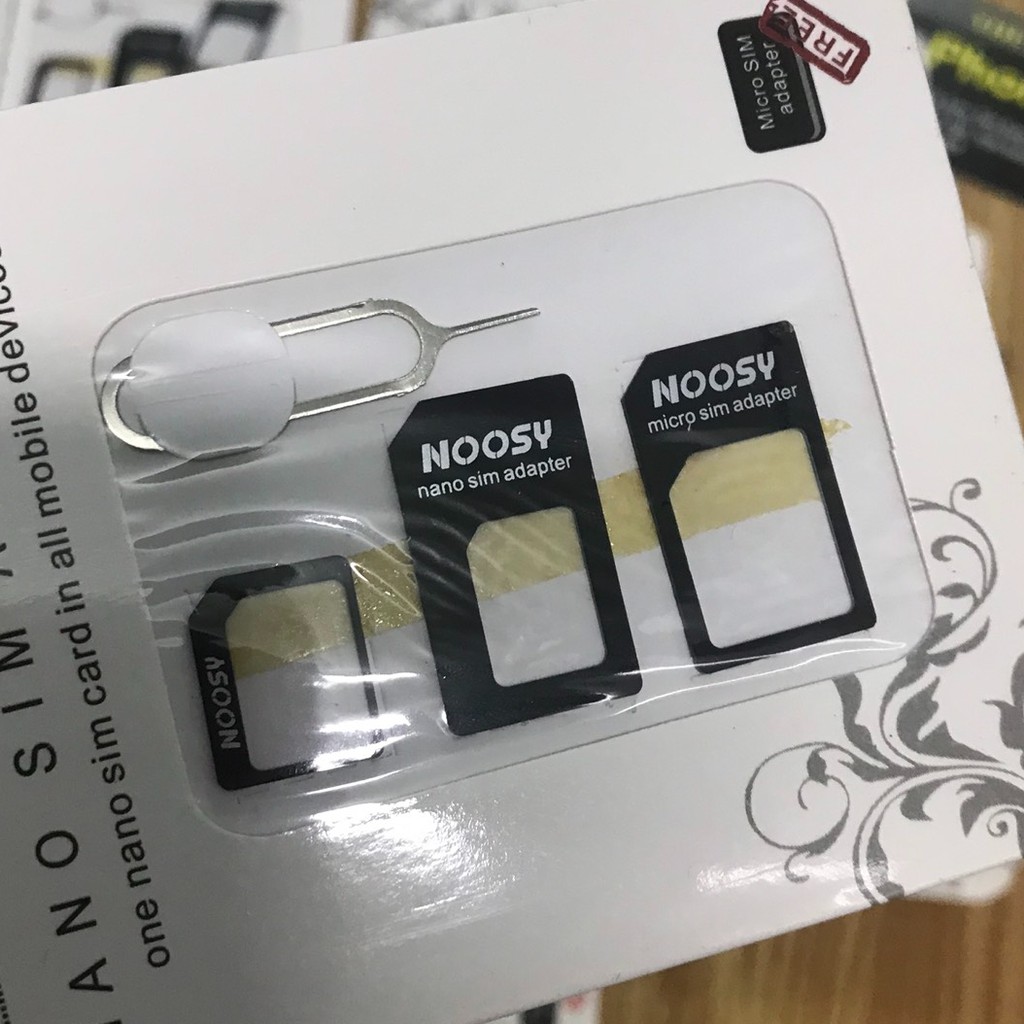 FREE
Micro SIM
adapter
NOOSY
micro sim adapter
NOOSY
nano sim adapter
NOOSY
NANO SIM
one nano sim card in all mobile devices